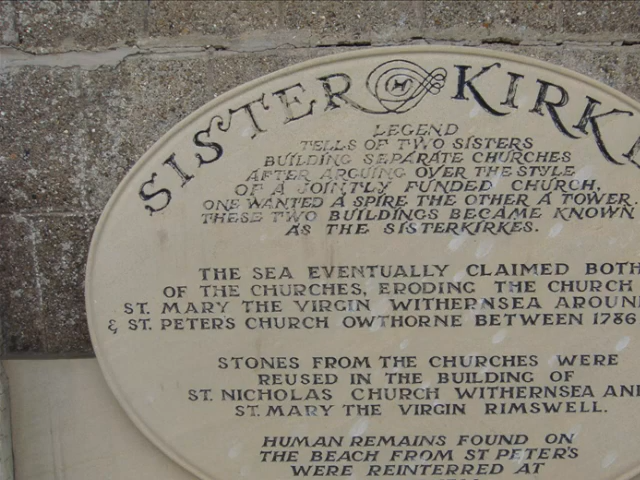 SISTER KIRK
LEGEND
TELLS OF TWO SISTERS
BUILDING SEPARATE CHURCHES
AFTER ARGUING OVER THE STYLE
OF A JOINTLY FUNDED CHURCH,
ONE WANTED A SPIRE THE OTHER A TOWER.
THESE TWO BUILDINGS BECAME KNOWN
AS THE SISTERKIRKES.
THE SEA EVENTUALLY CLAIMED BOTH
OF THE CHURCHES, ERODING THE CHURCH
ST. MARY THE VIRGIN WITHERNSEA
& ST. PETER'S CHURCH OWTHORNE BETWEEN 1786
STONES FROM THE CHURCHES WERE
REUSED IN THE BUILDING OF
ST. NICHOLAS CHURCH WITHERNSEA
ST. MARY THE VIRGIN RIMSWELL.
HUMAN REMAINS FOUND ON
THE BEACH FROM ST PETER'S
WERE REINTERRED AT